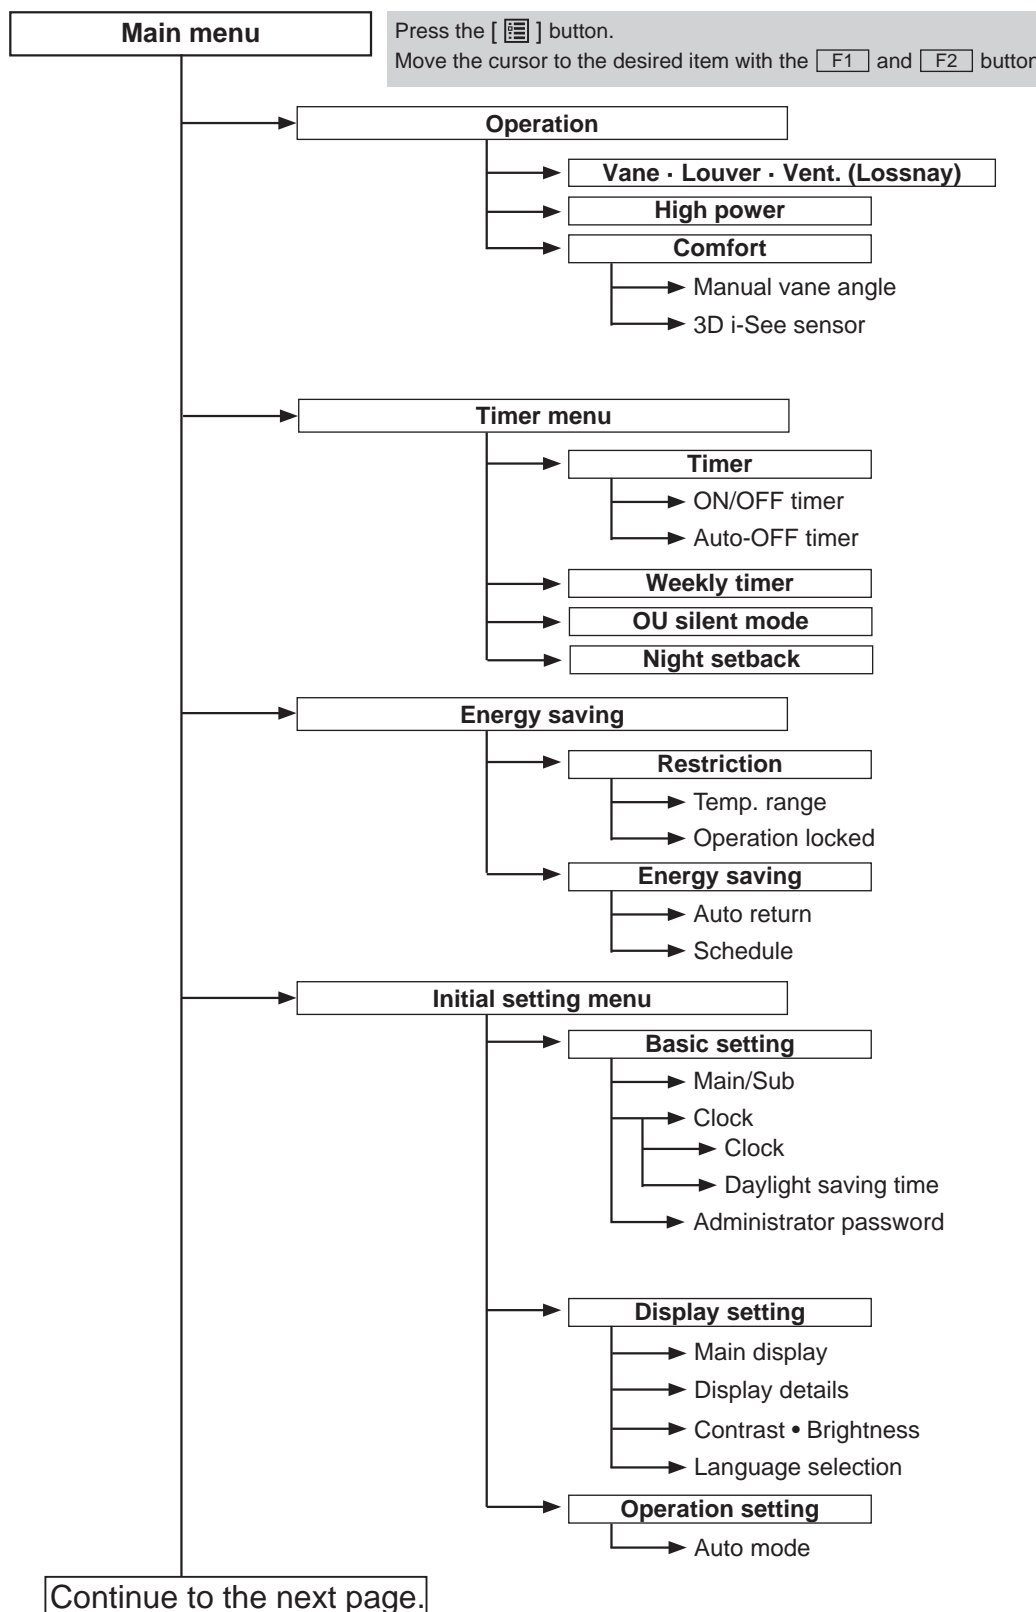 Main menu
Press the [ ] button.
Move the cursor to the desired item with the F1 and F2 button
Operation
Vane · Louver · Vent. (Lossnay)
High power
Comfort
Manual vane angle
3D i-See sensor
Timer menu
Timer
ON/OFF timer
Auto-OFF timer
Weekly timer
OU silent mode
Night setback
Energy saving
Restriction
Temp. range
Operation locked
Energy saving
Auto return
Schedule
Initial setting menu
Basic setting
Main/Sub
Clock
Clock
Daylight saving time
Administrator password
Display setting
Main display
Display details
Contrast • Brightness
Language selection
Operation setting
Auto mode
Continue to the next page.